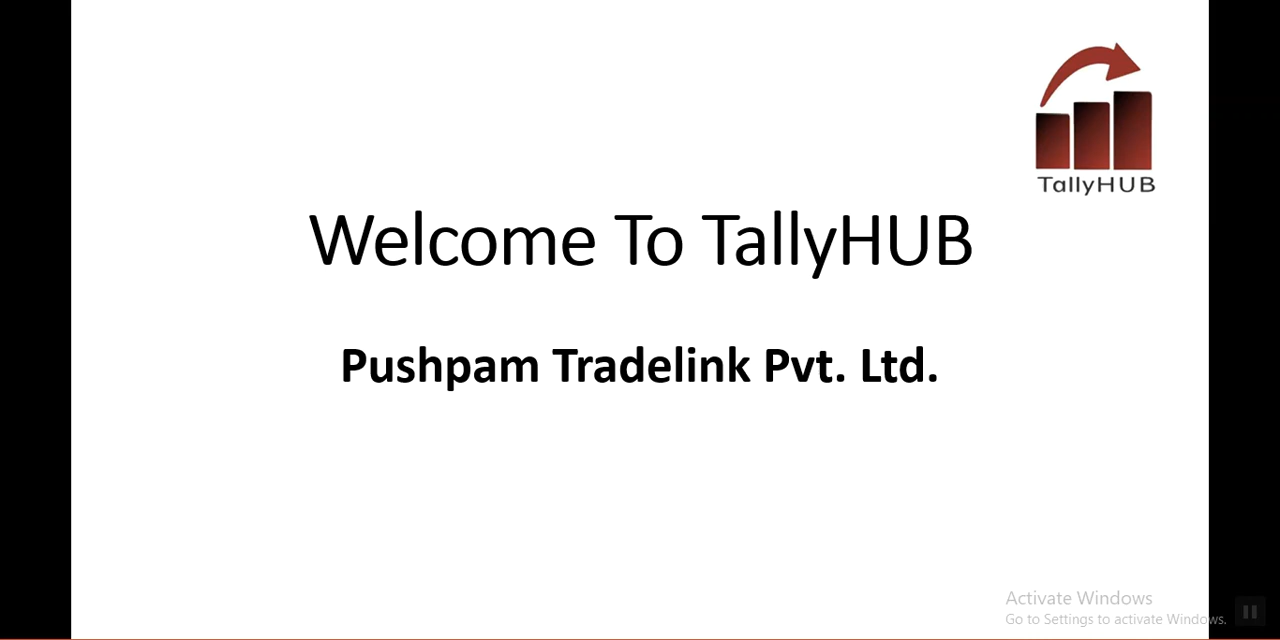 TallyHUB
Welcome To TallyHUB
Pushpam Tradelink Pvt. Ltd.
Activate Windows
Go to Settings to activate Windows.